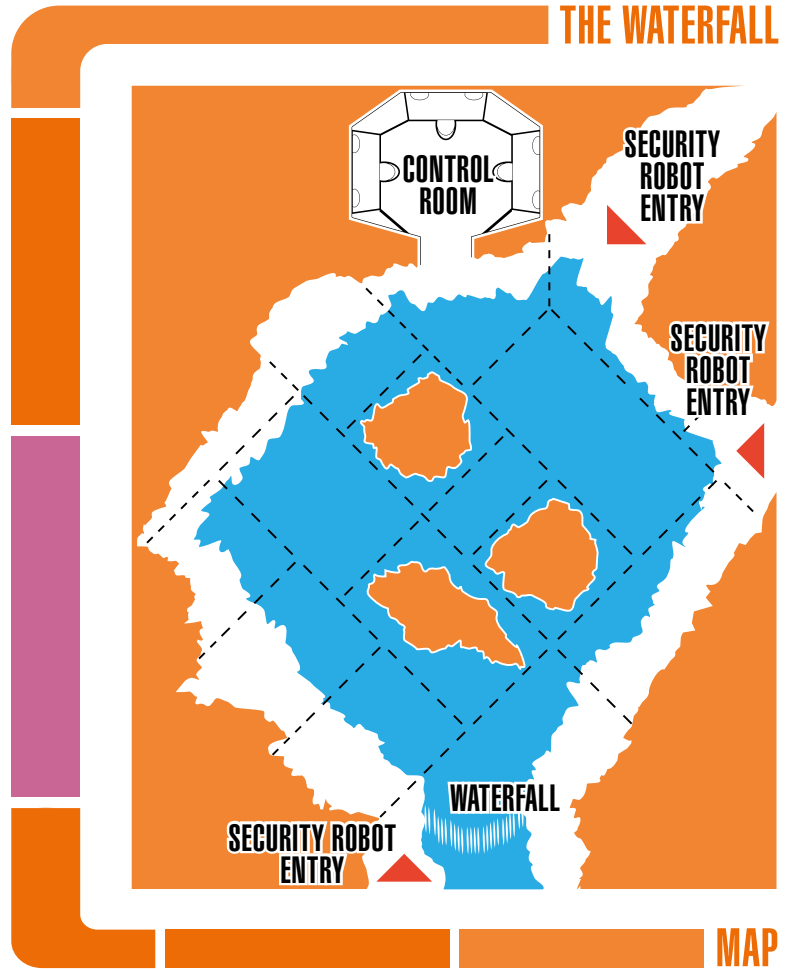 THE WATERFALL
CONTROL
ROOM
SECURITY
ROBOT
ENTRY
SECURITY
ROBOT
ENTRY
WATERFALL
SECURITY ROBOT
ENTRY
MAP